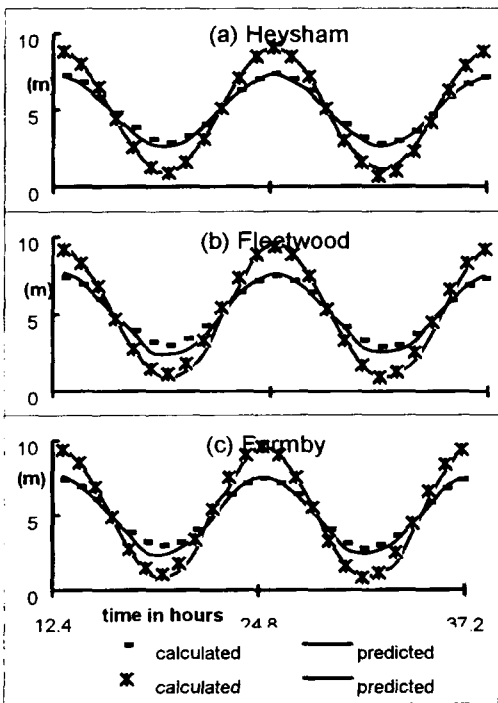 (a) Heysham
10
(m)
5
0
(b) Fleetwood
10
(m)
5
0
(c) Formby
10
(m)
5
0
time in hours
12.4 24.8 37.2
calculated predicted
calculated predicted